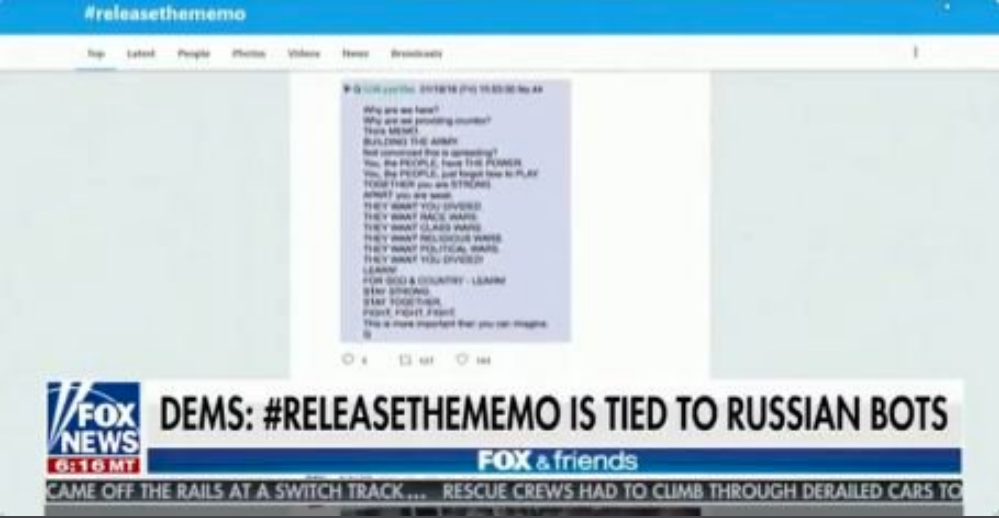 #releasethememo
Top Latest People Photos Videos News Broadcasts
Q 01/19/18 (Fri) No.44
Why are we here?
Why are we providing crumbs?
Think MEMO.
BUILDING THE ARMY.
Not convinced this is spreading?
You, the PEOPLE, have THE POWER.
You, the PEOPLE, just forgot how to PLAY.
TOGETHER you are STRONG.
APART you are weak.
THEY WANT YOU DIVIDED.
THEY WANT RACE WARS.
THEY WANT CLASS WARS.
THEY WANT RELIGIOUS WARS.
THEY WANT POLITICAL WARS.
THEY WANT YOU DIVIDED!
LEARN!
FOR GOD & COUNTRY - LEARN!
STAY STRONG.
STAY TOGETHER.
FIGHT, FIGHT, FIGHT.
This is more important than you can imagine.
Q
FOX NEWS
DEMS: #RELEASETHEMEMO IS TIED TO RUSSIAN BOTS
6:16 MT
FOX & friends
CAME OFF THE RAILS AT A SWITCH TRACK... RESCUE CREWS HAD TO CLIMB THROUGH DERAILED CARS TO